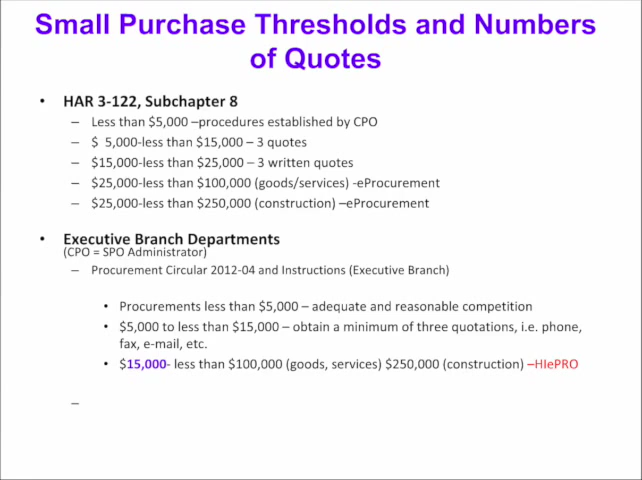 Small Purchase Thresholds and Numbers
of Quotes
• HAR 3-122, Subchapter 8
– Less than $5,000 –procedures established by CPO
– $ 5,000-less than $15,000 – 3 quotes
– $15,000-less than $25,000 – 3 written quotes
– $25,000-less than $100,000 (goods/services) -eProcurement
– $25,000-less than $250,000 (construction) –eProcurement
• Executive Branch Departments
(CPO = SPO Administrator)
– Procurement Circular 2012-04 and Instructions (Executive Branch)
• Procurements less than $5,000 – adequate and reasonable competition
• $5,000 to less than $15,000 – obtain a minimum of three quotations, i.e. phone,
fax, e-mail, etc.
• $15,000- less than $100,000 (goods, services) $250,000 (construction) –HIePRO
–